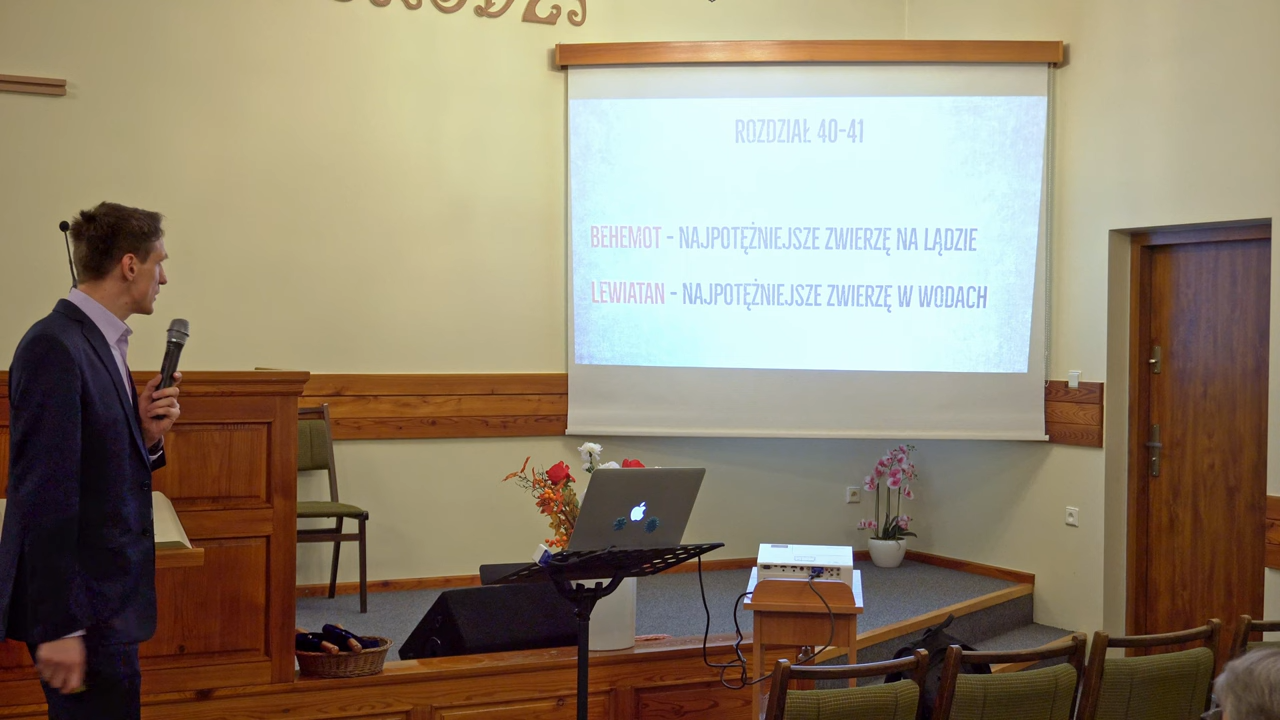 ROZDZIAŁ 40-41
BEHEMOT - NAJPOTĘŻNIEJSZE ZWIERZĘ NA LĄDZIE
LEWIATAN - NAJPOTĘŻNIEJSZE ZWIERZĘ W WODACH